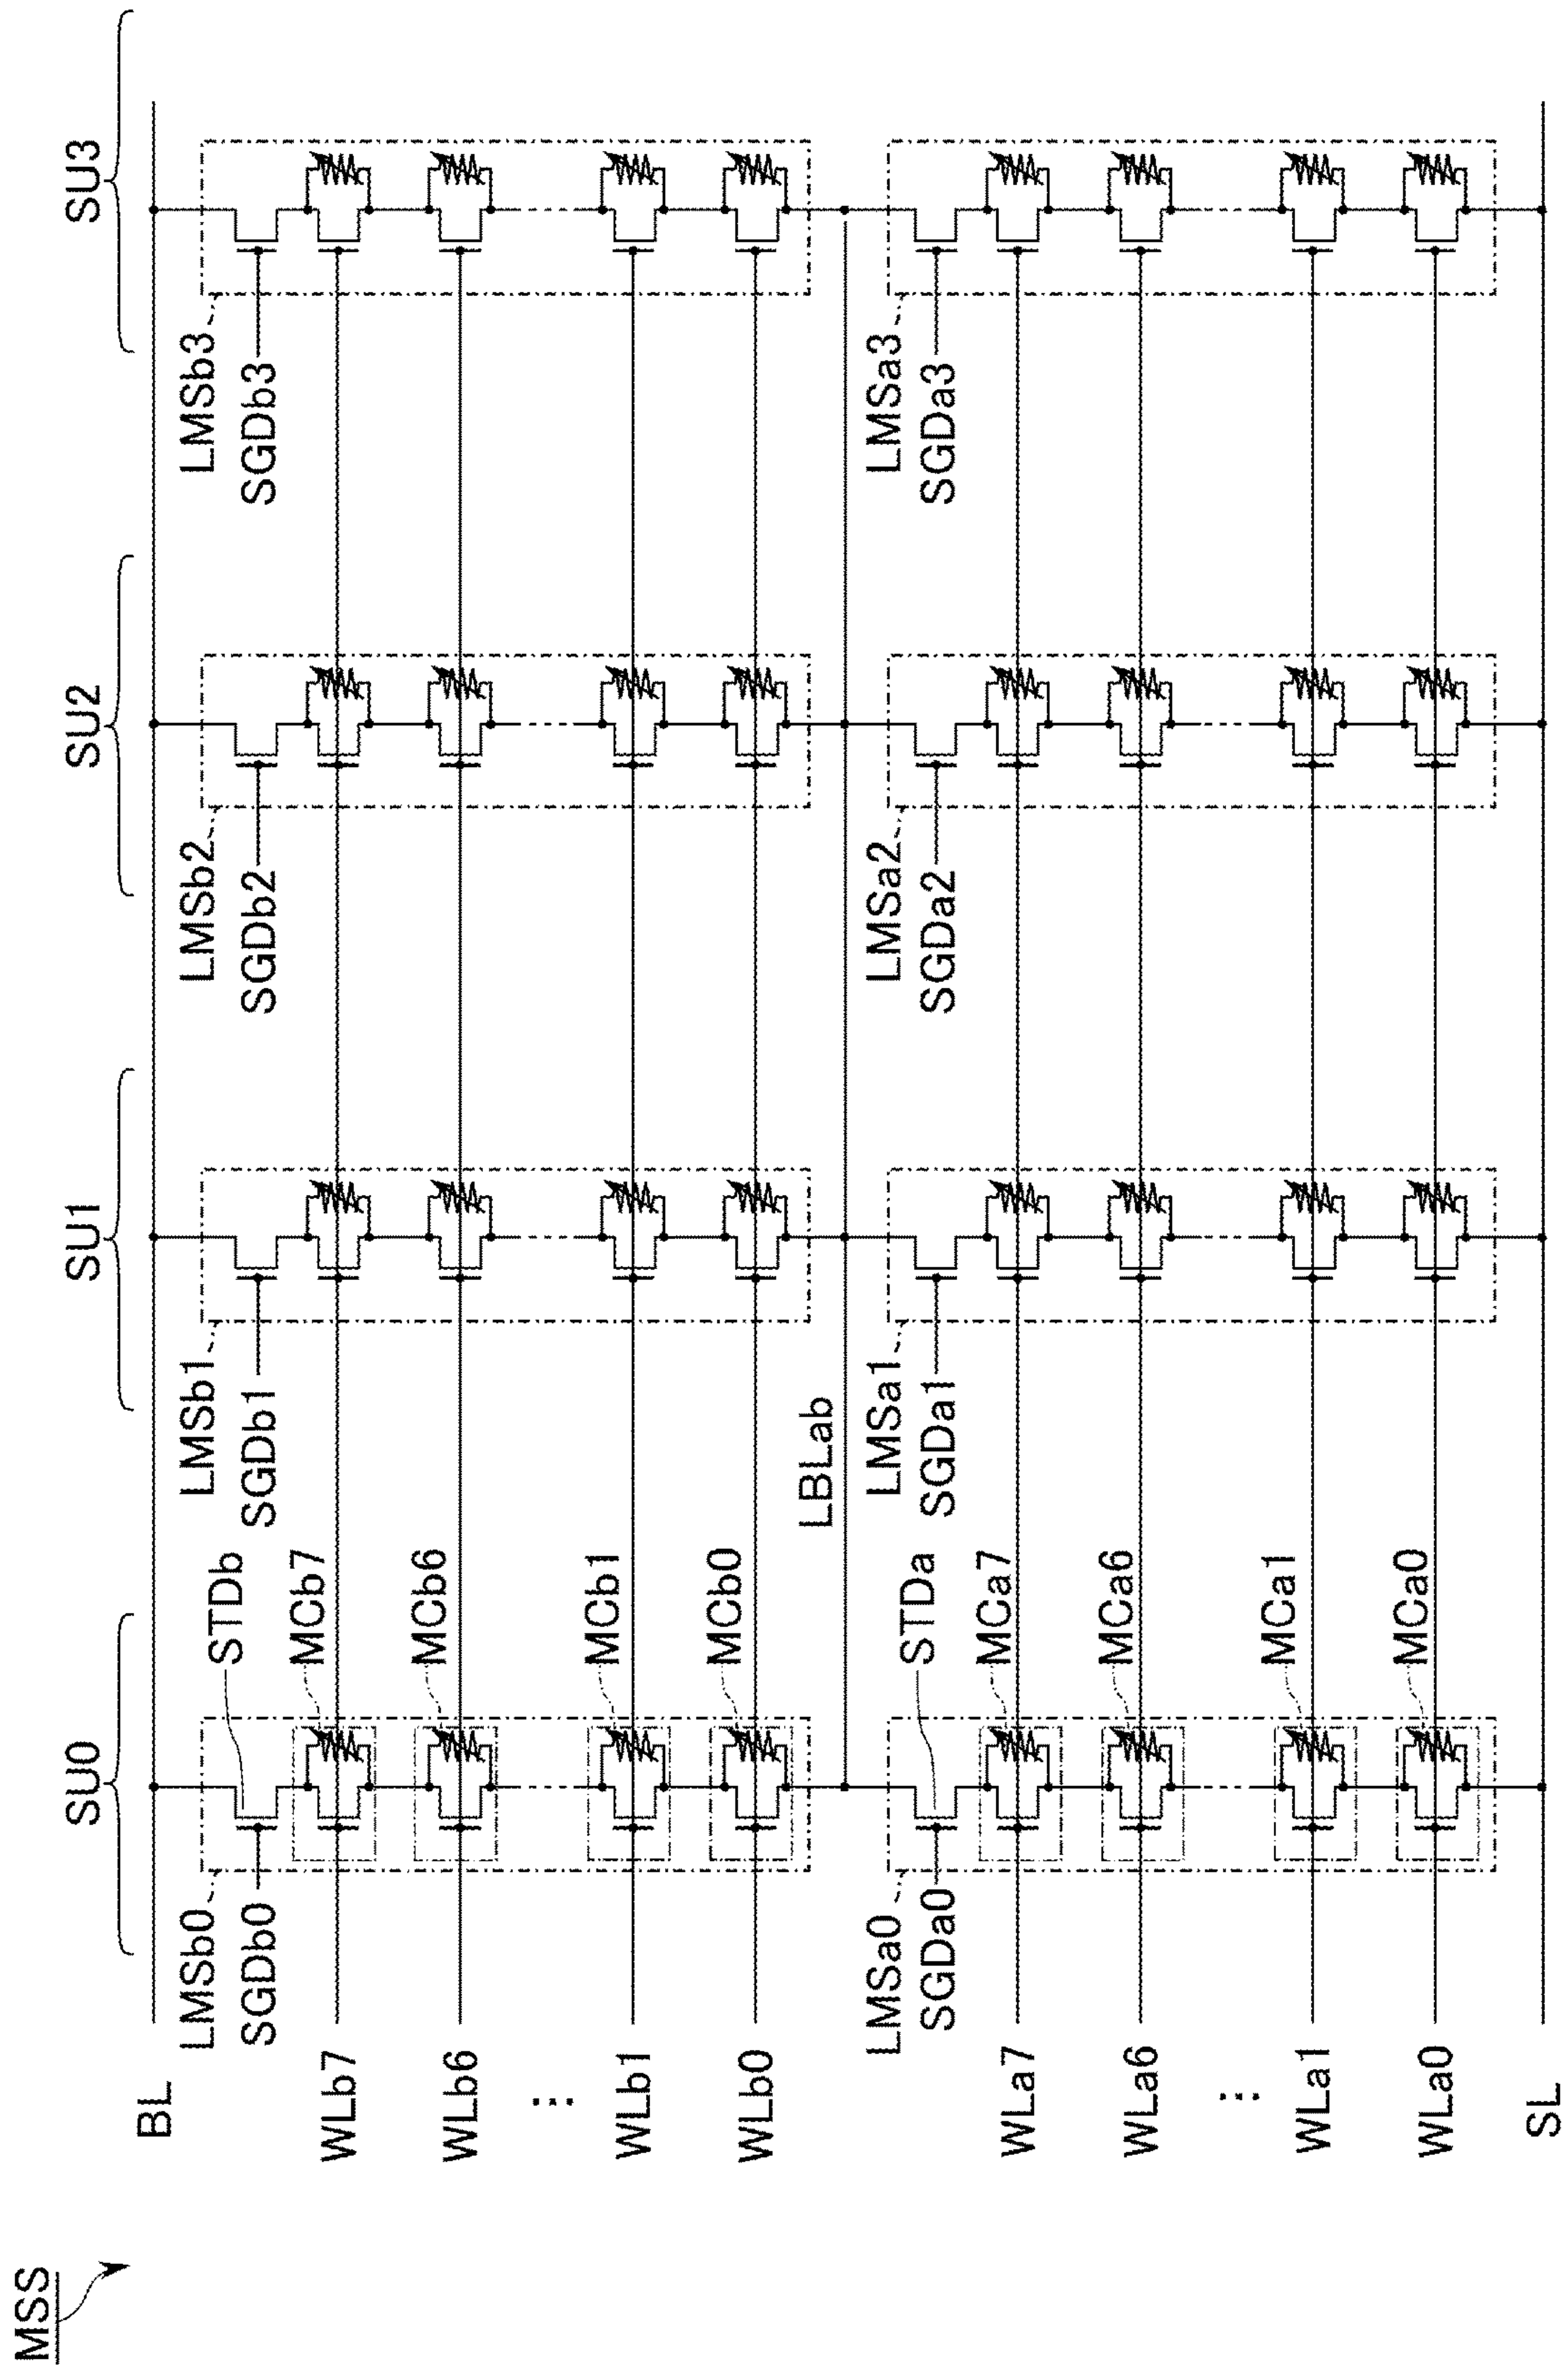 MSS
SU0
SU1
SU2
SU3
BL
LMSb0
LMSb1
LMSb2
LMSb3
SGDb0
STDb
SGDb1
SGDb2
SGDb3
WLb7
MCb7
WLb6
MCb6
⋮
WLb1
MCb1
WLb0
MCb0
LBLab
LMSa0
LMSa1
LMSa2
LMSa3
SGDa0
STDa
SGDa1
SGDa2
SGDa3
WLa7
MCa7
WLa6
MCa6
⋮
WLa1
MCa1
WLa0
MCa0
SL